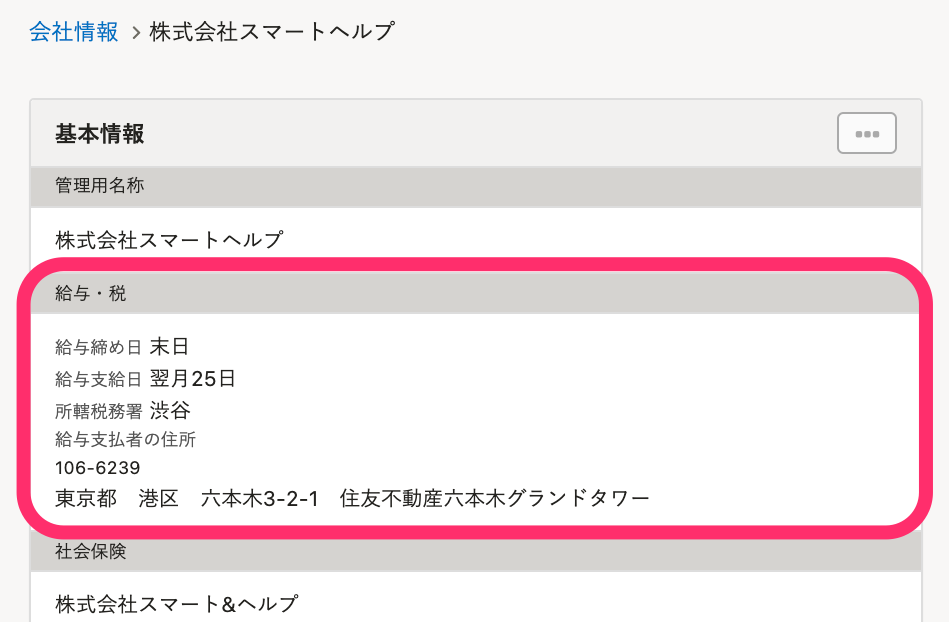 会社情報 > 株式会社スマートヘルプ
基本情報
管理用名称
株式会社スマートヘルプ
給与・税
給与締め日 末日
給与支給日 翌月25日
所轄税務署 渋谷
給与支払者の住所
106-6239
東京都　港区　六本木3-2-1　住友不動産六本木グランドタワー
社会保険
株式会社スマート&ヘルプ